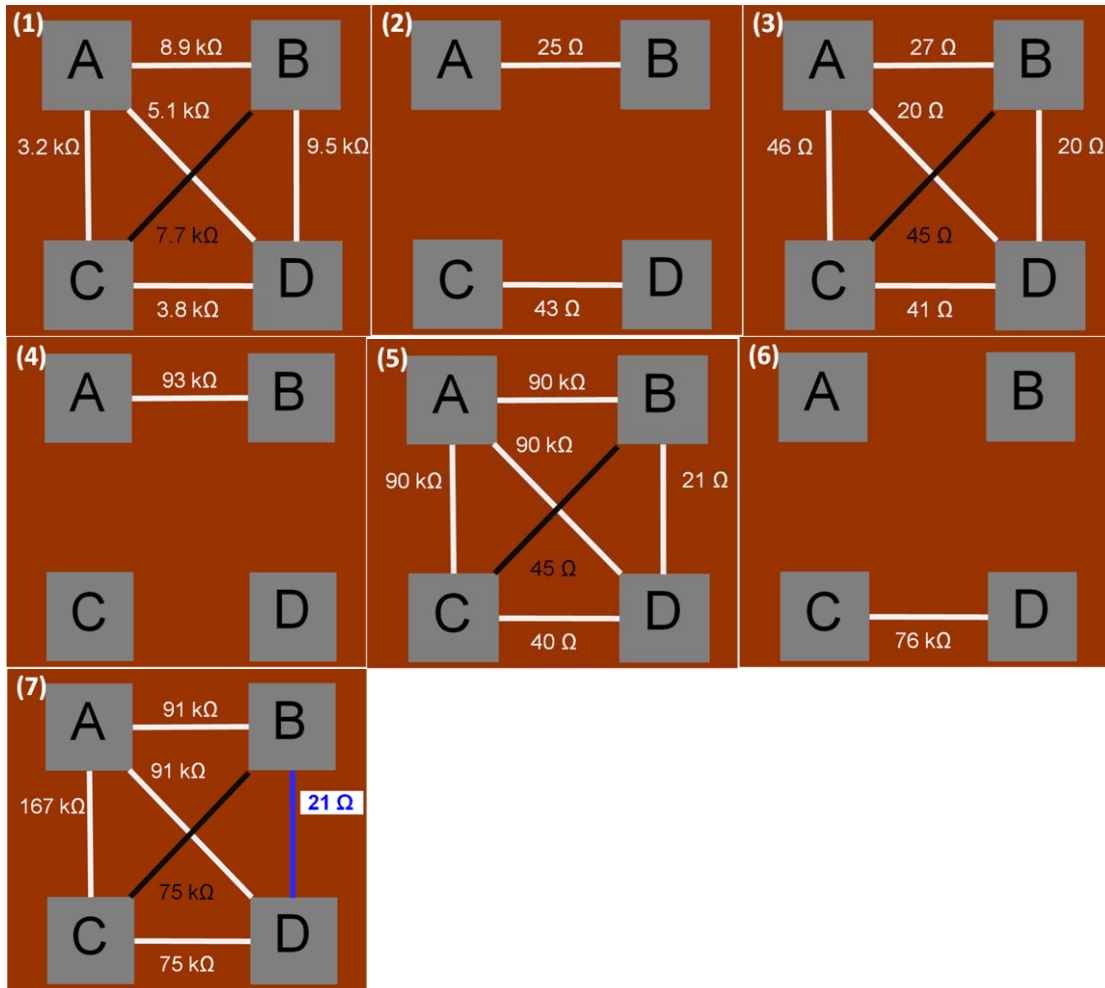 (1)
A 8.9 kΩ B
5.1 kΩ
3.2 kΩ 9.5 kΩ
7.7 kΩ
C D
3.8 kΩ
(2)
A 25 Ω B
C D
43 Ω
(3)
A 27 Ω B
20 Ω
46 Ω 20 Ω
45 Ω
C D
41 Ω
(4)
A 93 kΩ B
C D
(5)
A 90 kΩ B
90 kΩ
90 kΩ 21 Ω
45 Ω
C D
40 Ω
(6)
A B
C D
76 kΩ
(7)
A 91 kΩ B
91 kΩ
167 kΩ 21 Ω
75 kΩ
C D
75 kΩ